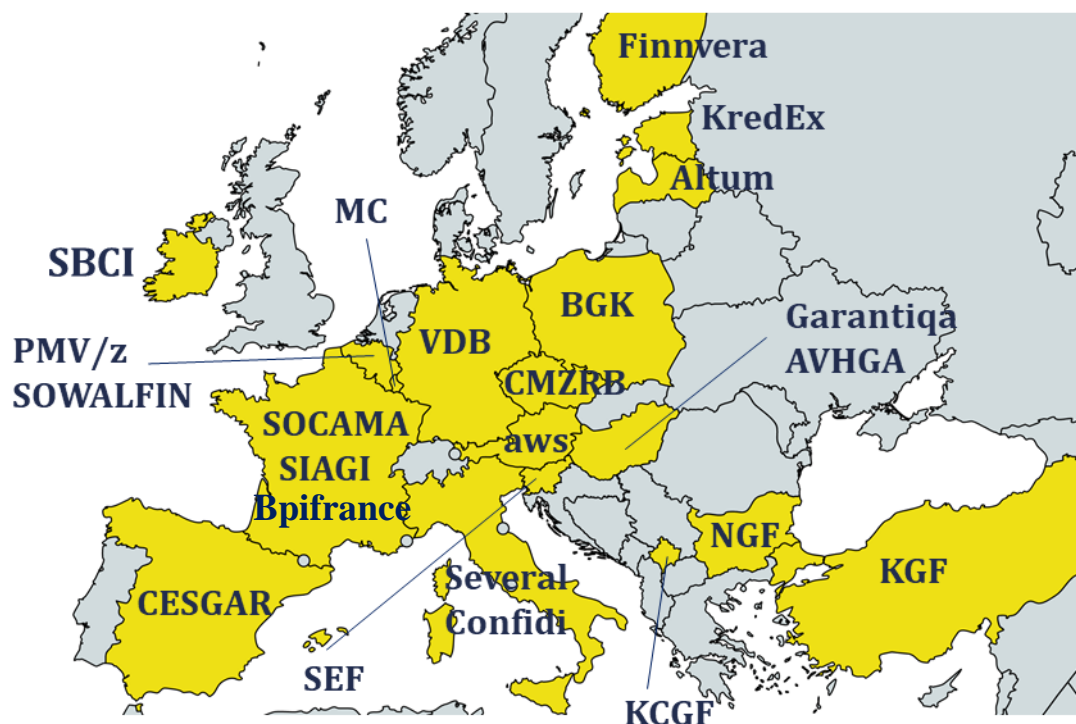 Finnvera
KredEx
Altum
MC
SBCI
BGK
Garantiqa
AVHGA
VDB
PMV/z
SOWALFIN
CMZRB
SOCAMA
SIAGI
Bpifrance
aws
NGF
KGF
CESGAR
Several
Confidi
SEF
KCGF